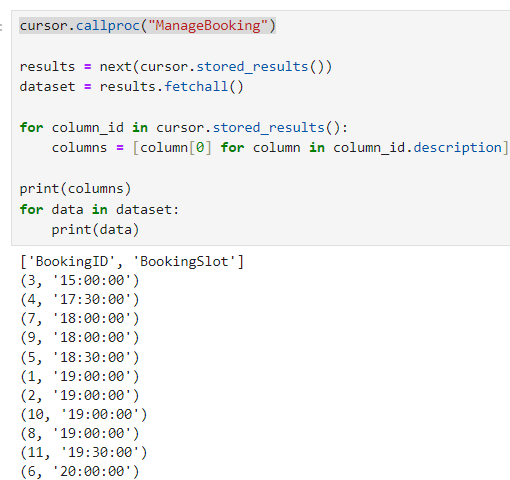 :
cursor.callproc("ManageBooking")
results = next(cursor.stored_results())
dataset = results.fetchall()
for column_id in cursor.stored_results():
    columns = [column[0] for column in column_id.description]
print(columns)
for data in dataset:
    print(data)
['BookingID', 'BookingSlot']
(3, '15:00:00')
(4, '17:30:00')
(7, '18:00:00')
(9, '18:00:00')
(5, '18:30:00')
(1, '19:00:00')
(2, '19:00:00')
(10, '19:00:00')
(8, '19:00:00')
(11, '19:30:00')
(6, '20:00:00')